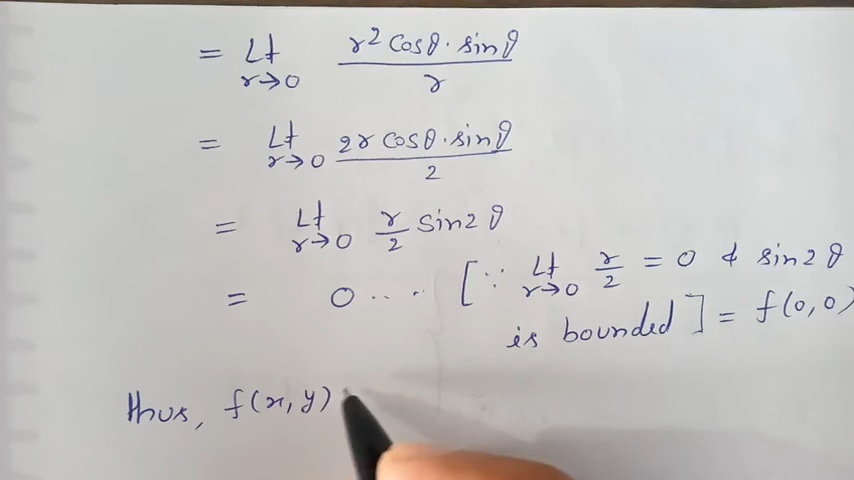 = Lt r→0 r² cosθ · sinθ / r
= Lt r→0 2r cosθ · sinθ / 2
= Lt r→0 r/2 sin2θ
= 0 .... [∵ Lt r→0 r/2 = 0 & sin2θ
is bounded] = f(0,0)
thus, f(x,y)